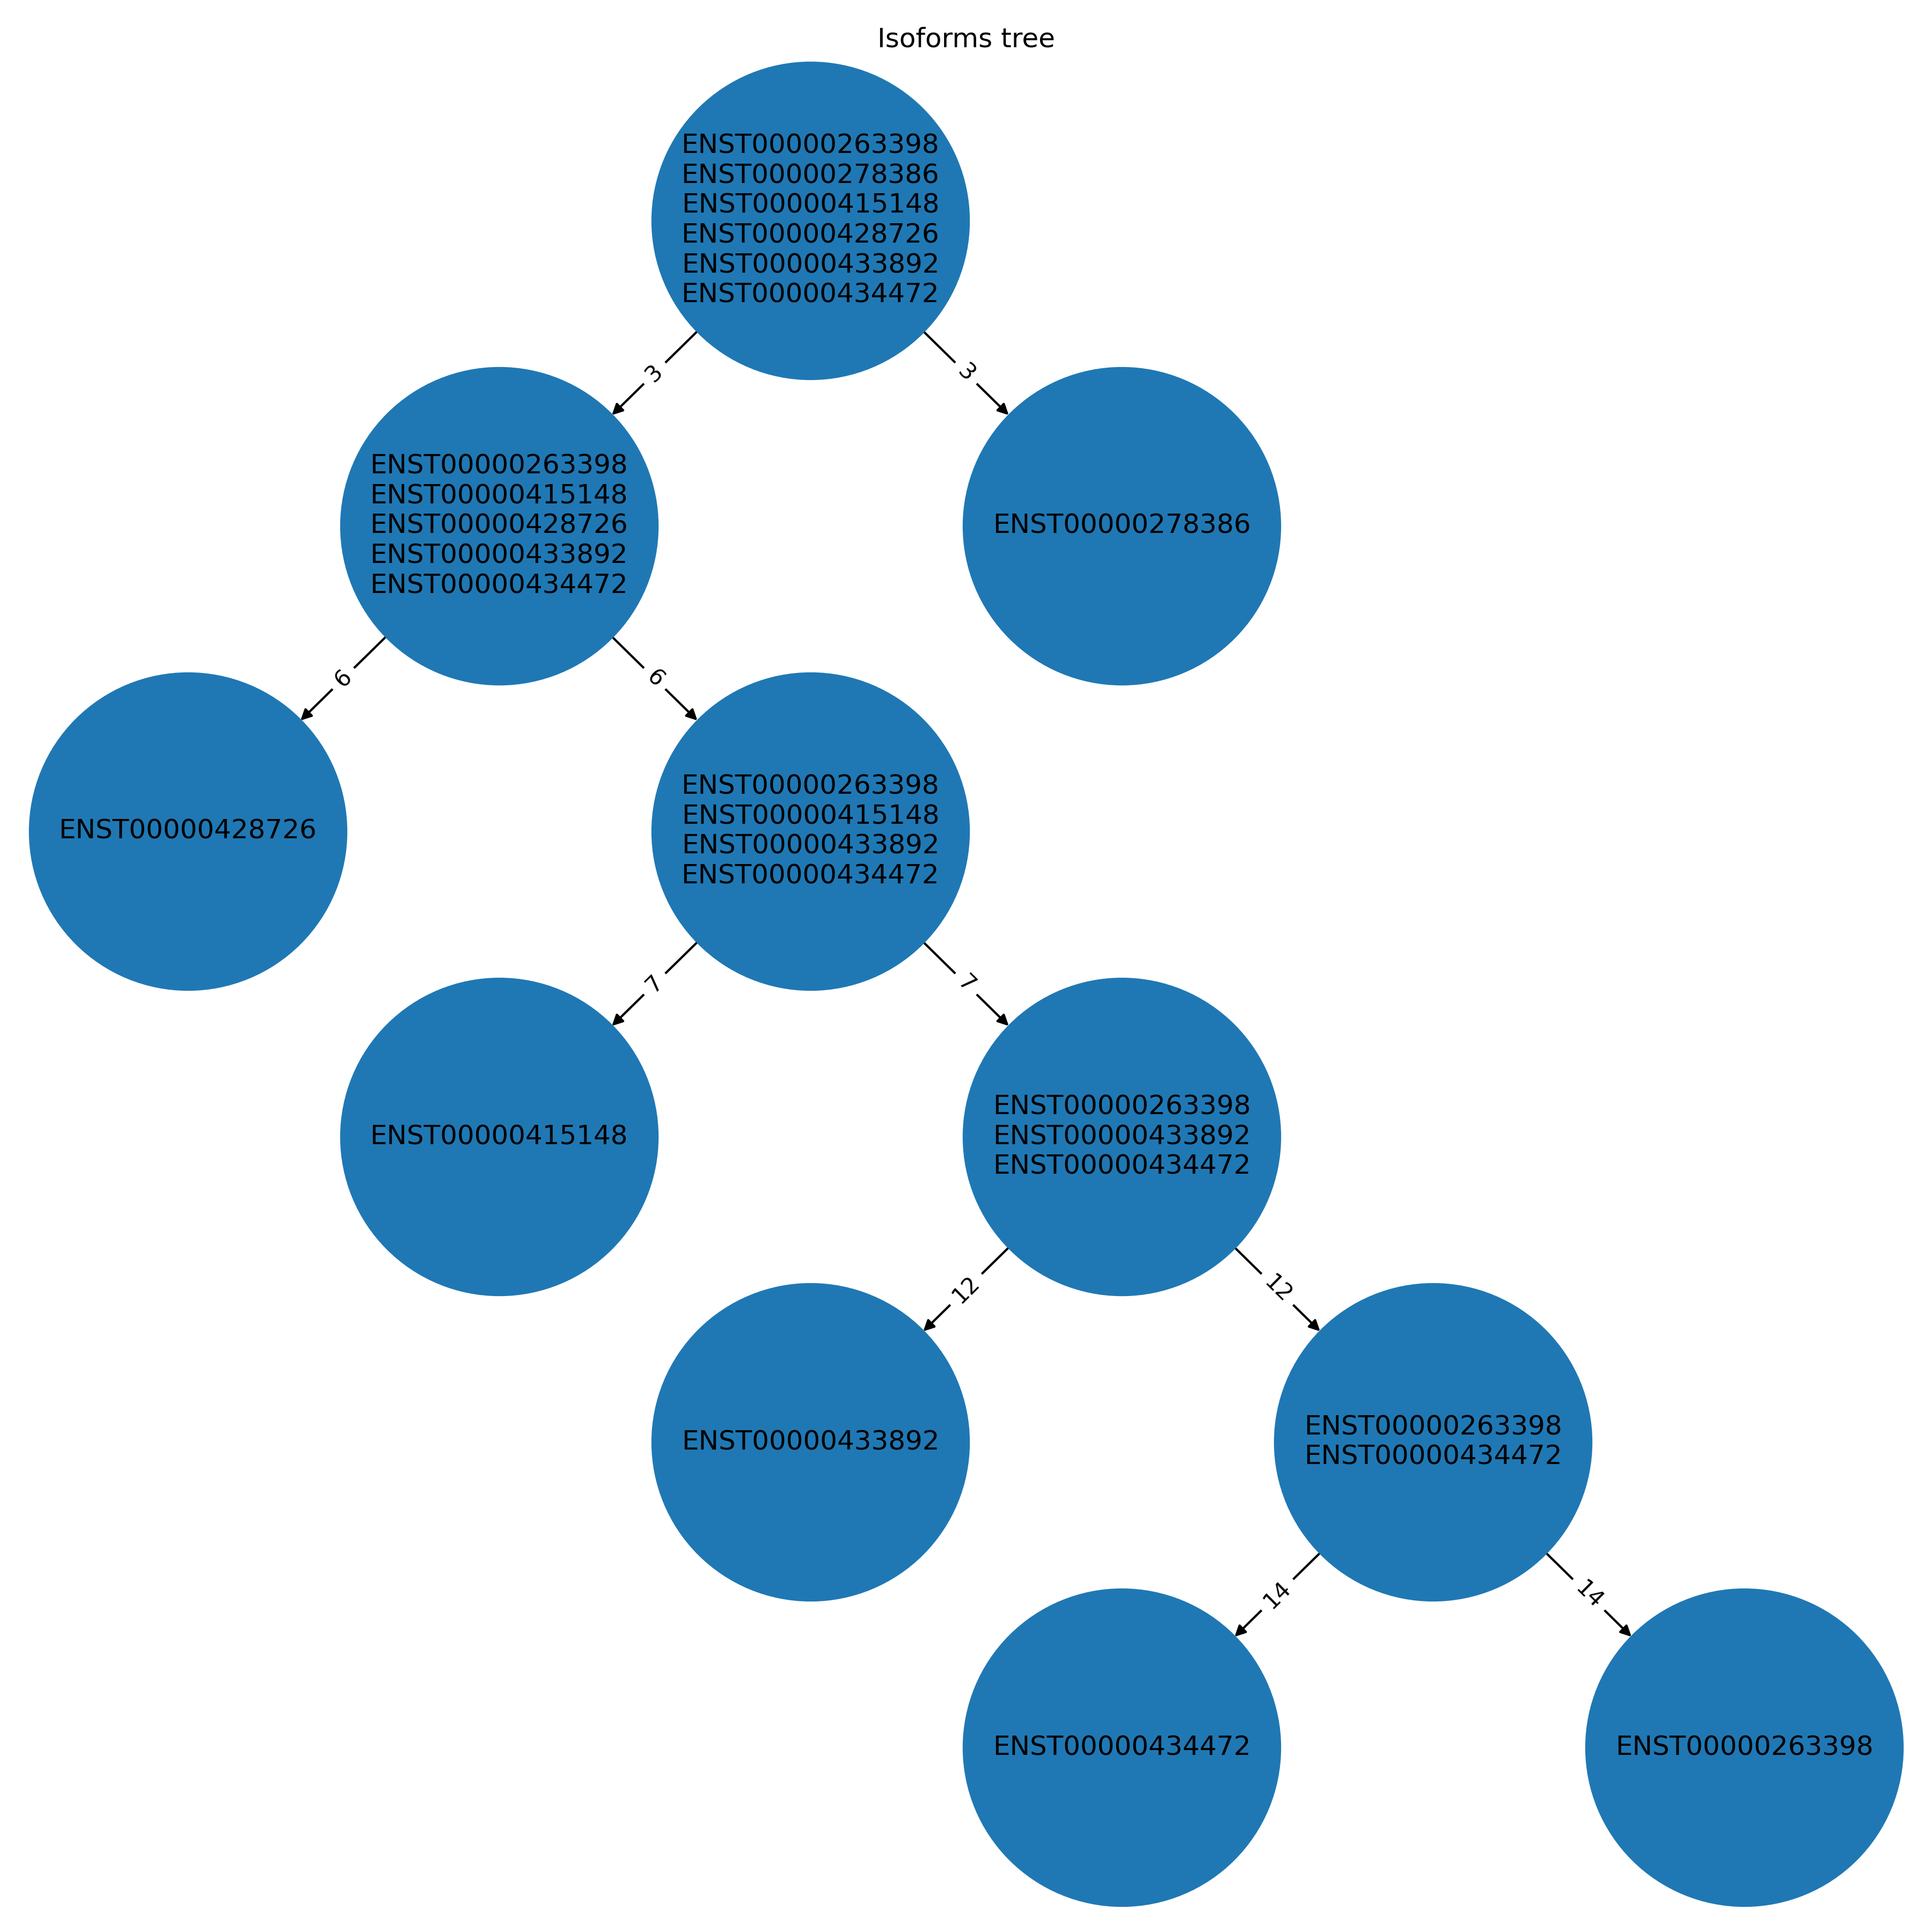 Isoforms tree
ENST00000263398
ENST00000278386
ENST00000415148
ENST00000428726
ENST00000433892
ENST00000434472
3
3
ENST00000263398
ENST00000415148
ENST00000428726
ENST00000433892
ENST00000434472
ENST00000278386
6
6
ENST00000428726
ENST00000263398
ENST00000415148
ENST00000433892
ENST00000434472
7
7
ENST00000415148
ENST00000263398
ENST00000433892
ENST00000434472
12
12
ENST00000433892
ENST00000263398
ENST00000434472
14
14
ENST00000434472
ENST00000263398